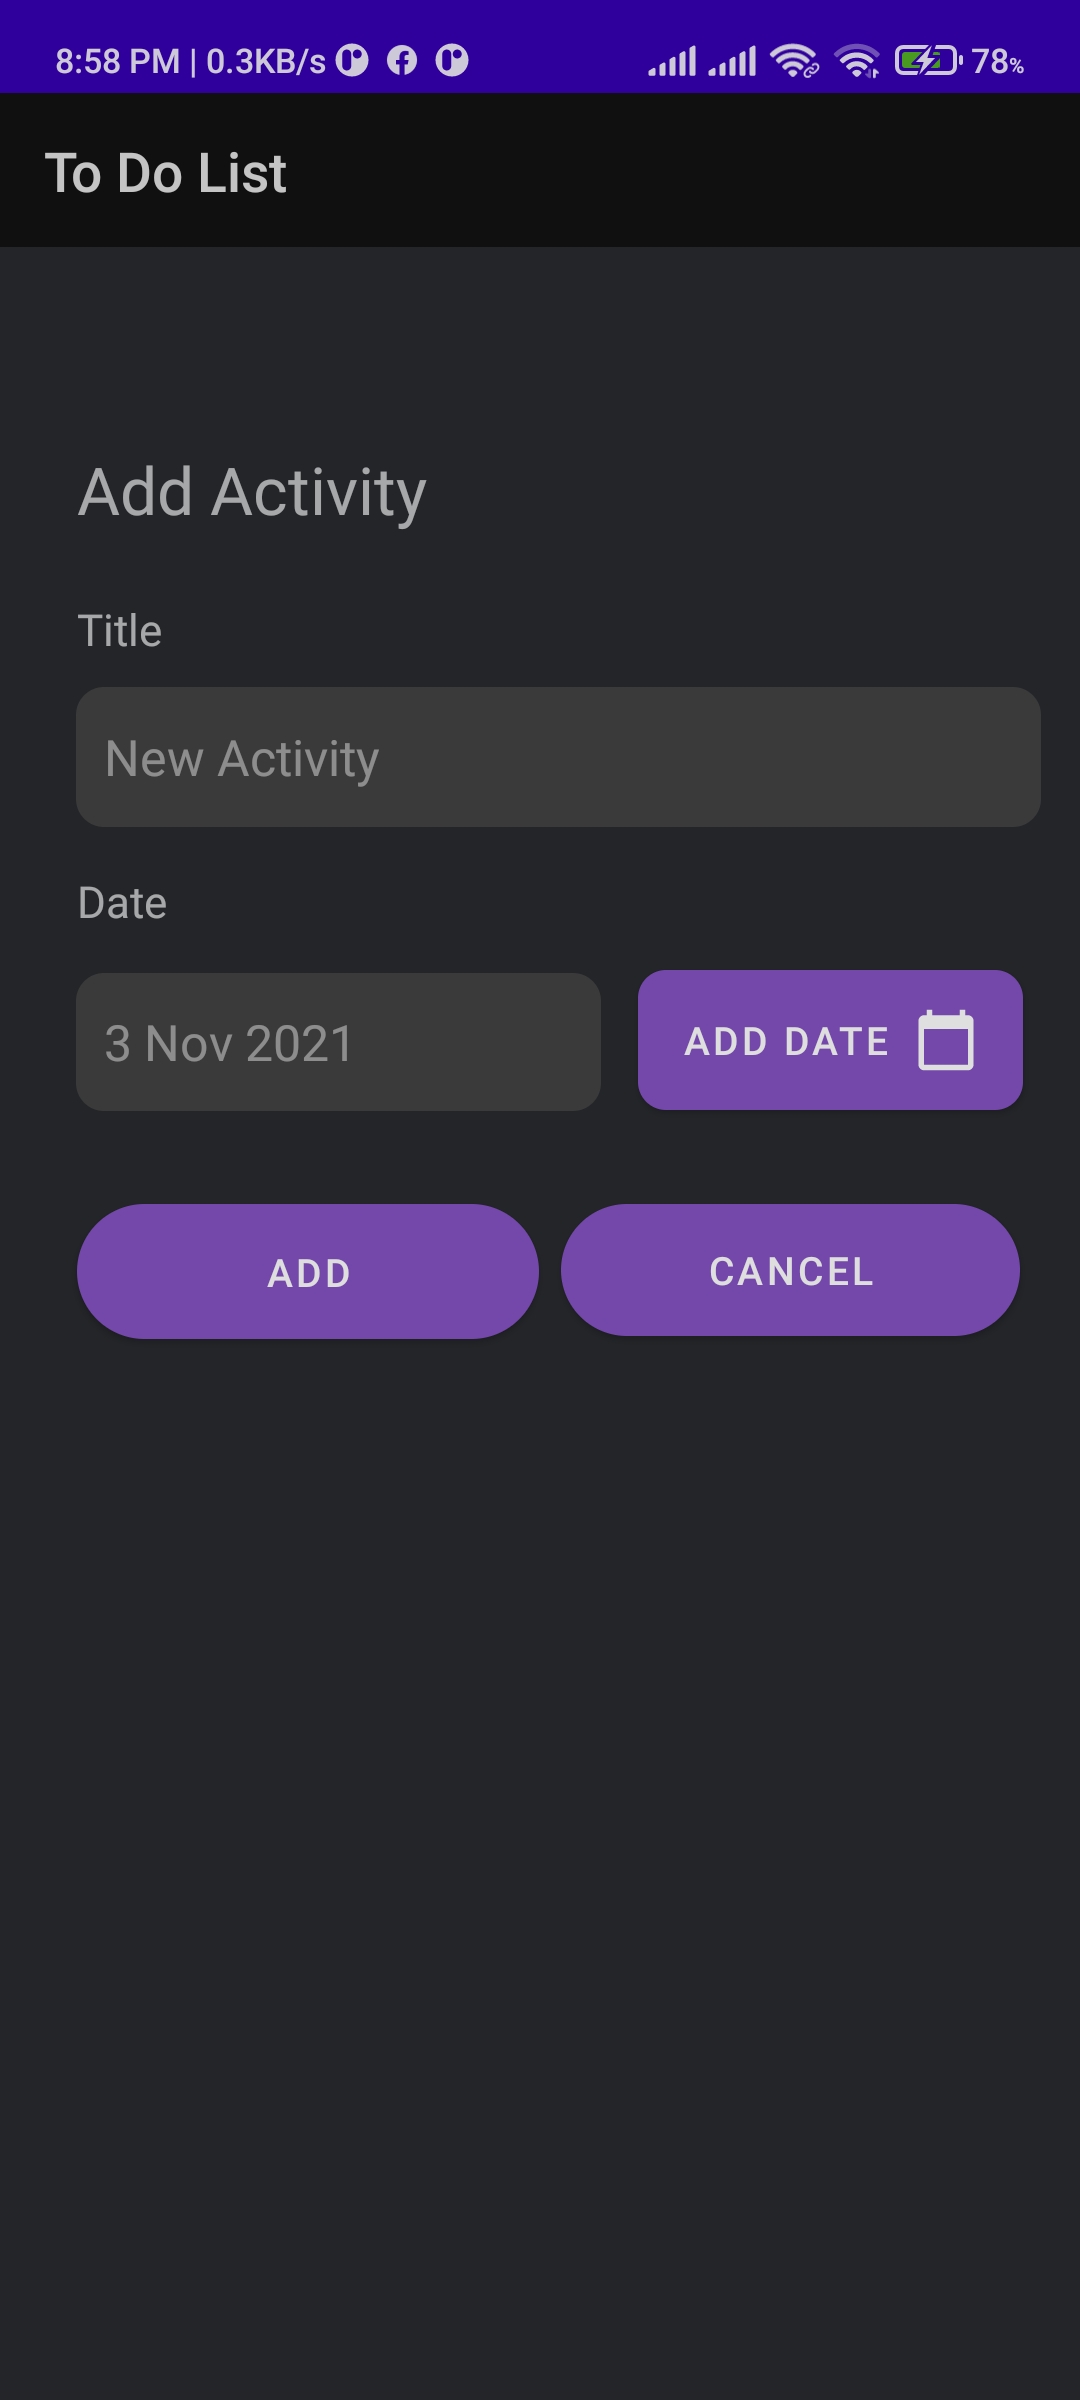 8:58 PM | 0.3KB/s 78%
To Do List
Add Activity
Title
New Activity
Date
3 Nov 2021 ADD DATE
ADD CANCEL